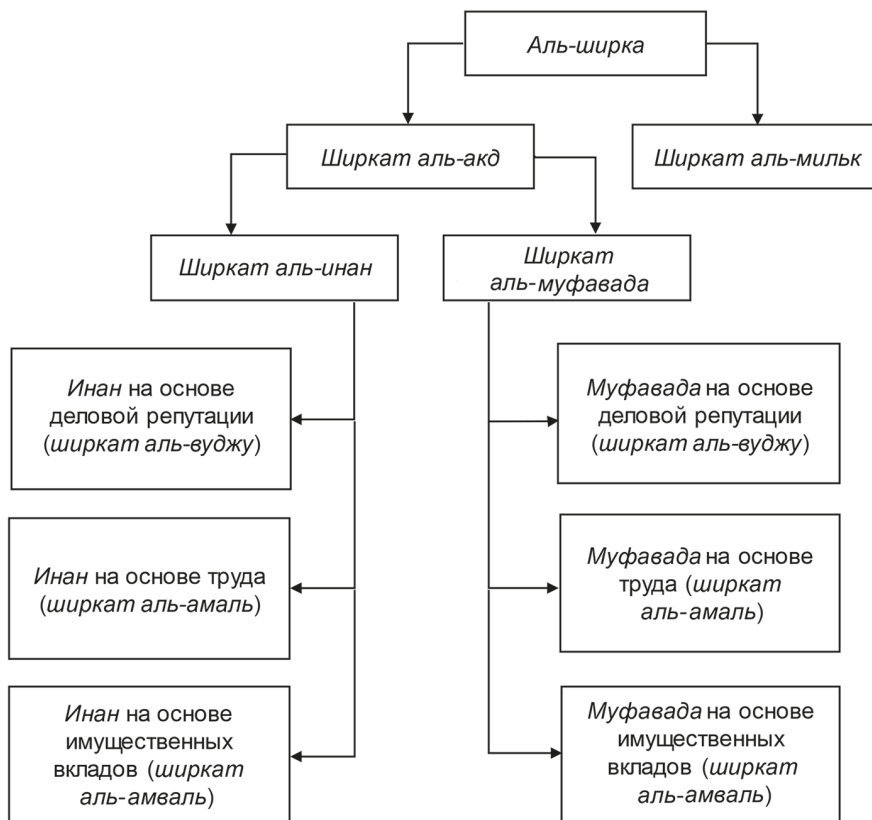 Аль-ширка
Ширкат аль-акд
Ширкат аль-мильк
Ширкат аль-инан
Ширкат
аль-муфавада
Инан на основе
деловой репутации
(ширкат аль-вуджу)
Муфавада на основе
деловой репутации
(ширкат аль-вуджу)
Инан на основе труда
(ширкат аль-амаль)
Муфавада на основе
труда (ширкат
аль-амаль)
Инан на основе
имущественных
вкладов (ширкат
аль-амваль)
Муфавада на основе
имущественных
вкладов (ширкат
аль-амваль)